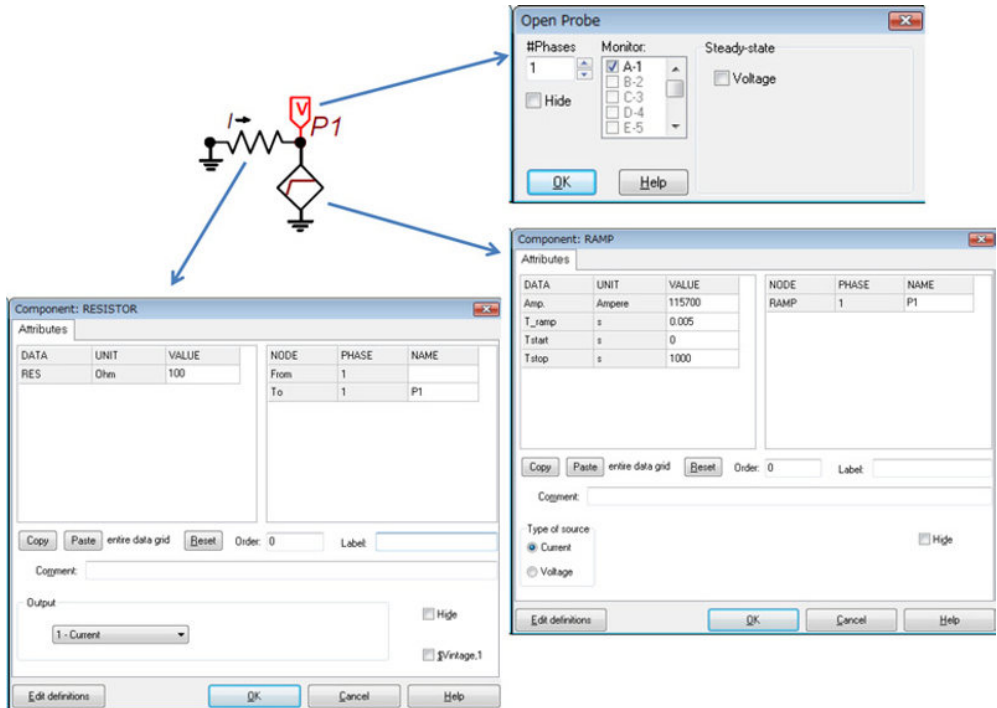 Open Probe
#Phases Monitor: Steady-state
1
A-1
B-2
C-3
D-4
E-5
Voltage
Hide
OK Help
I→
V
P1
Component: RAMP
Attributes
DATA UNIT VALUE
Amp. Ampere 115700
T_ramp s 0.005
Tstart s 0
Tstop s 1000
NODE PHASE NAME
RAMP 1 P1
Copy Paste entire data grid Reset Order: 0 Label:
Comment:
Type of source
Current
Voltage
Hide
Edit definitions OK Cancel Help
Component: RESISTOR
Attributes
DATA UNIT VALUE
RES Ohm 100
NODE PHASE NAME
From 1
To 1 P1
Copy Paste entire data grid Reset Order: 0 Label:
Comment:
Output
1 - Current
Hide
$Vintage,1
Edit definitions OK Cancel Help